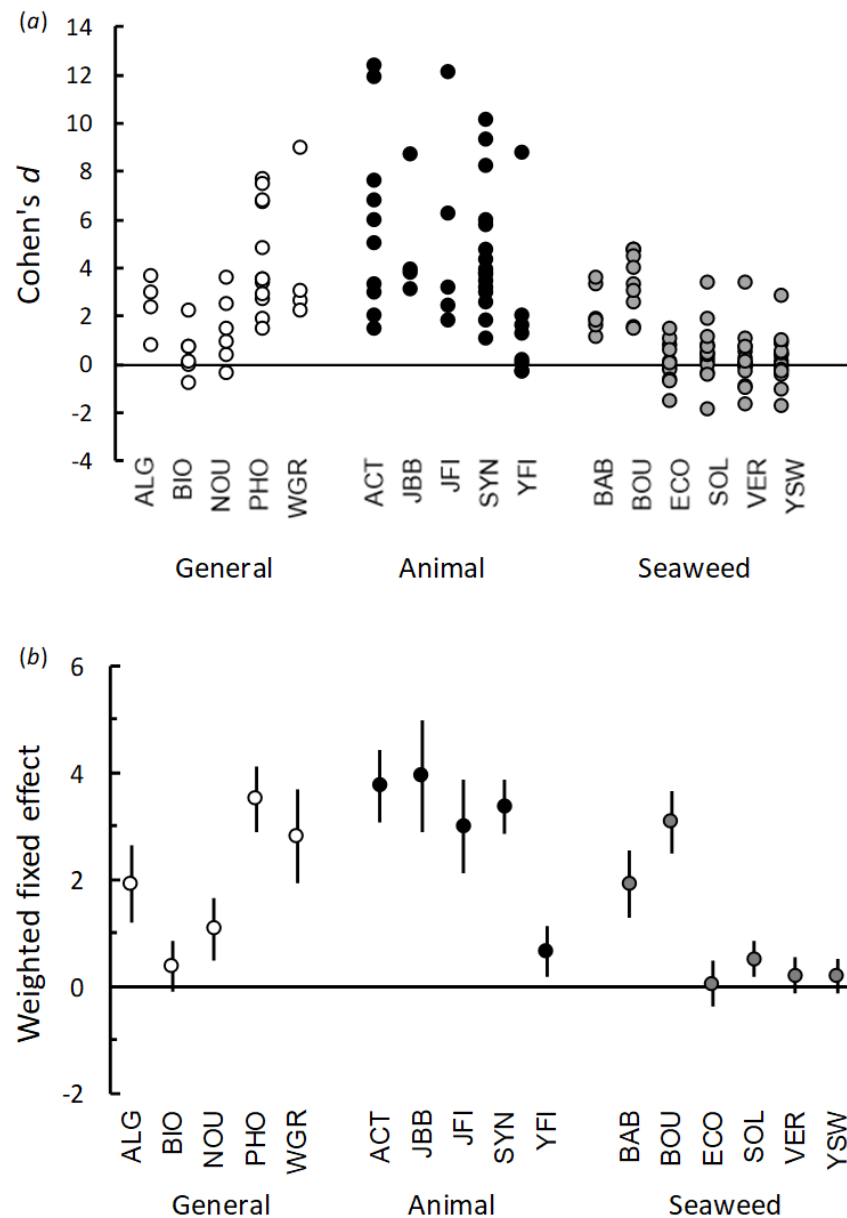 (a)
14
12
10
8
6
4
2
0
-2
-4
Cohen's d
ALG BIO NOU PHO WGR ACT JBB JFI SYN YFI BAB BOU ECO SOL VER YSW
General Animal Seaweed
(b)
6
4
2
0
-2
Weighted fixed effect
ALG BIO NOU PHO WGR ACT JBB JFI SYN YFI BAB BOU ECO SOL VER YSW
General Animal Seaweed